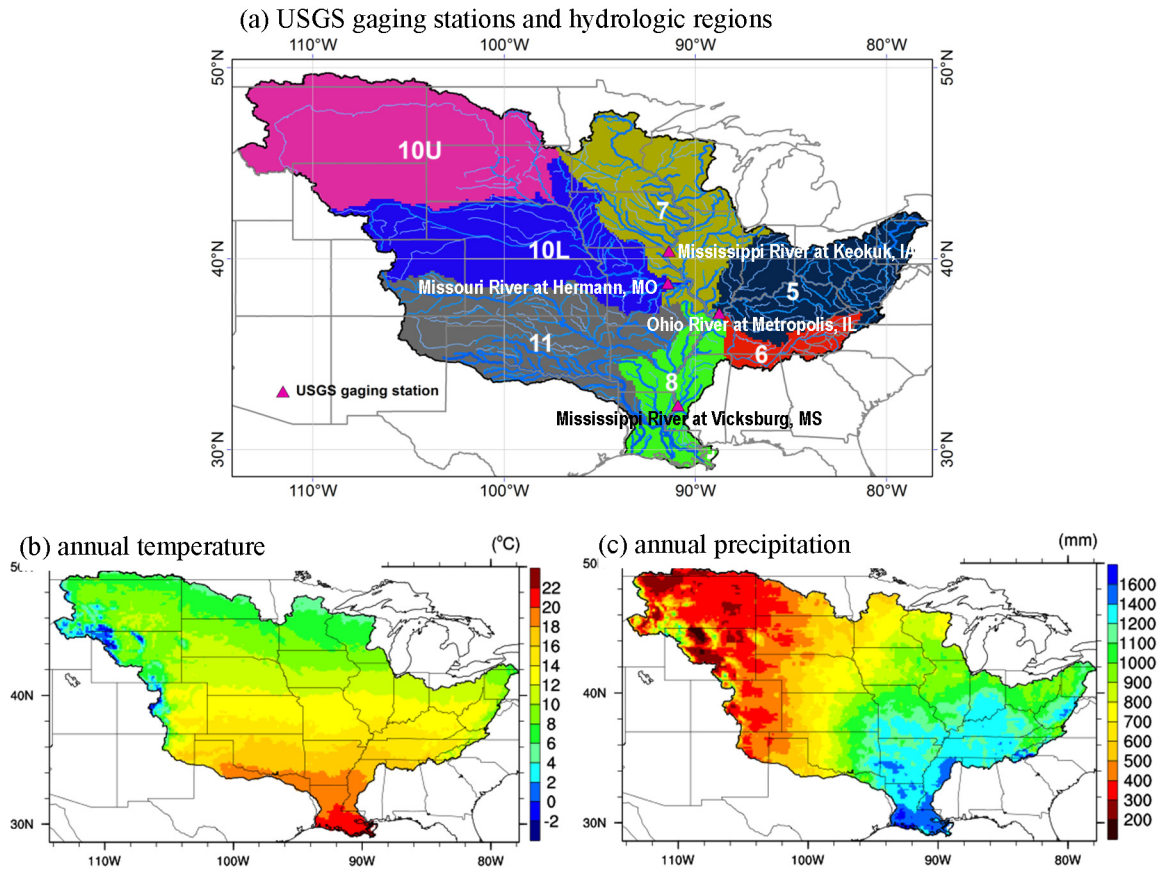 (a) USGS gaging stations and hydrologic regions
110°W 100°W 90°W 80°W
50°N 50°N
10U
7
40°N 10L Mississippi River at Keokuk, IA 40°N
Missouri River at Hermann, MO 5
Ohio River at Metropolis, IL
11 6
8
USGS gaging station
Mississippi River at Vicksburg, MS
30°N 30°N
110°W 100°W 90°W 80°W
(b) annual temperature (°C)
40N
30N
110W 100W 90W 80W
22
20
18
16
14
12
10
8
6
4
2
0
-2
(c) annual precipitation (mm)
50
40N
30N
110W 100W 90W 80W
1600
1400
1200
1100
1000
900
800
700
600
500
400
300
200